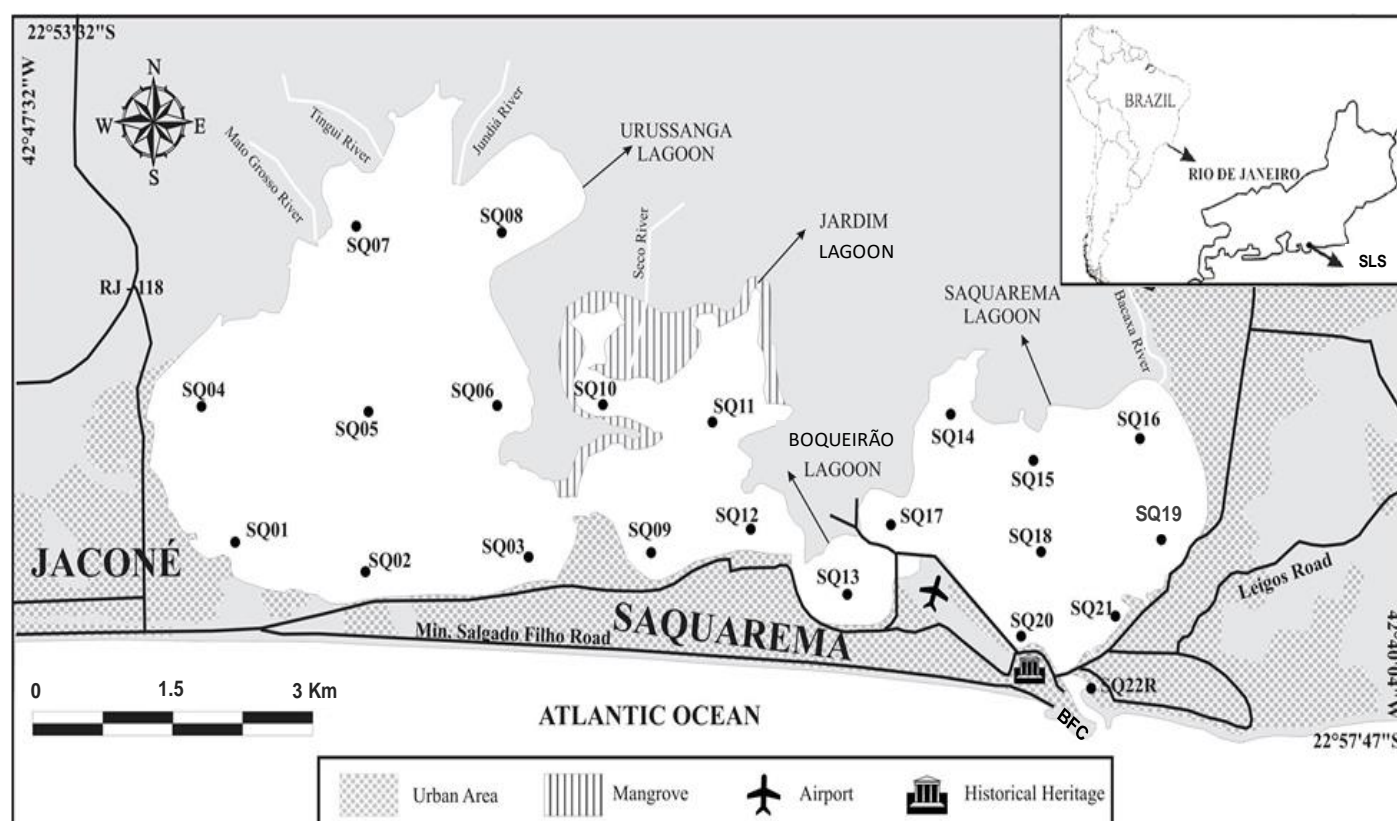 22°53'32"S
42°47'32"W
N
W
E
S
Mato Grosso River
Tingui River
Jundiá River
URUSSANGA
LAGOON
BRAZIL
RIO DE JANEIRO
SLS
SQ07
SQ08
Seco River
JARDIM
LAGOON
SAQUAREMA
LAGOON
Bacaxa River
RJ - 118
SQ04
SQ05
SQ06
SQ10
SQ11
SQ14
SQ16
BOQUEIRÃO
LAGOON
SQ15
SQ01
SQ02
SQ03
SQ09
SQ12
SQ17
SQ18
SQ19
JACONÉ
SQ13
Leigos Road
SAQUAREMA
Min. Salgado Filho Road
SQ20
SQ21
42°40'04"W
SQ22R
0 1.5 3 Km
ATLANTIC OCEAN
BFC
22°57'47"S
Urban Area
Mangrove
Airport
Historical Heritage